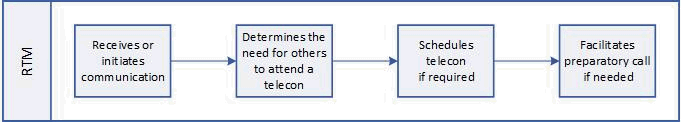 RTM
Receives or
initiates
communication
Determines the
need for others
to attend a
telecon
Schedules
telecon
if required
Facilitates
preparatory call
if needed